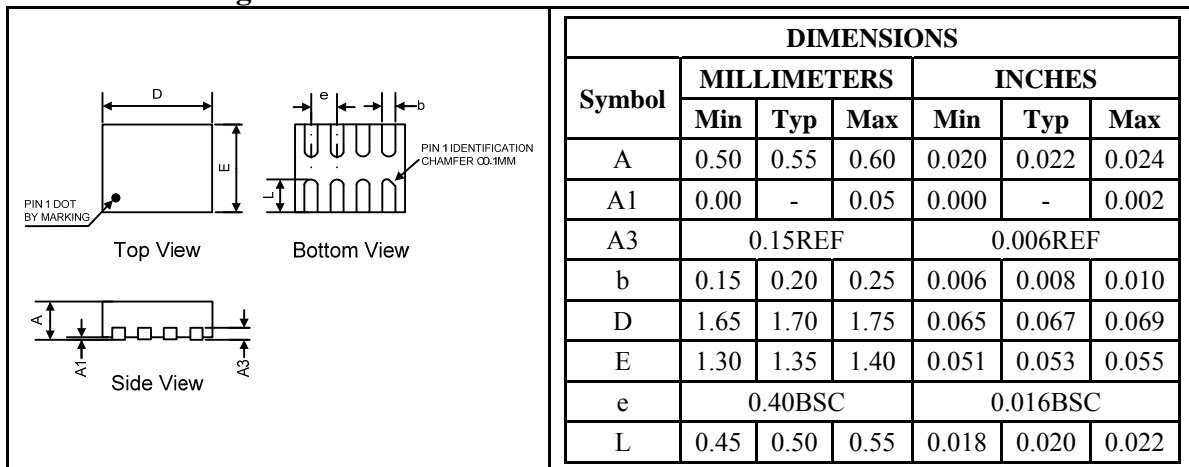 D
e
b
E
L
PIN 1 IDENTIFICATION
CHAMFER C0.1MM
PIN 1 DOT
BY MARKING
Top View
Bottom View
A
A1
A3
Side View
DIMENSIONS
Symbol MILLIMETERS INCHES
Min Typ Max Min Typ Max
A 0.50 0.55 0.60 0.020 0.022 0.024
A1 0.00 - 0.05 0.000 - 0.002
A3 0.15REF 0.006REF
b 0.15 0.20 0.25 0.006 0.008 0.010
D 1.65 1.70 1.75 0.065 0.067 0.069
E 1.30 1.35 1.40 0.051 0.053 0.055
e 0.40BSC 0.016BSC
L 0.45 0.50 0.55 0.018 0.020 0.022